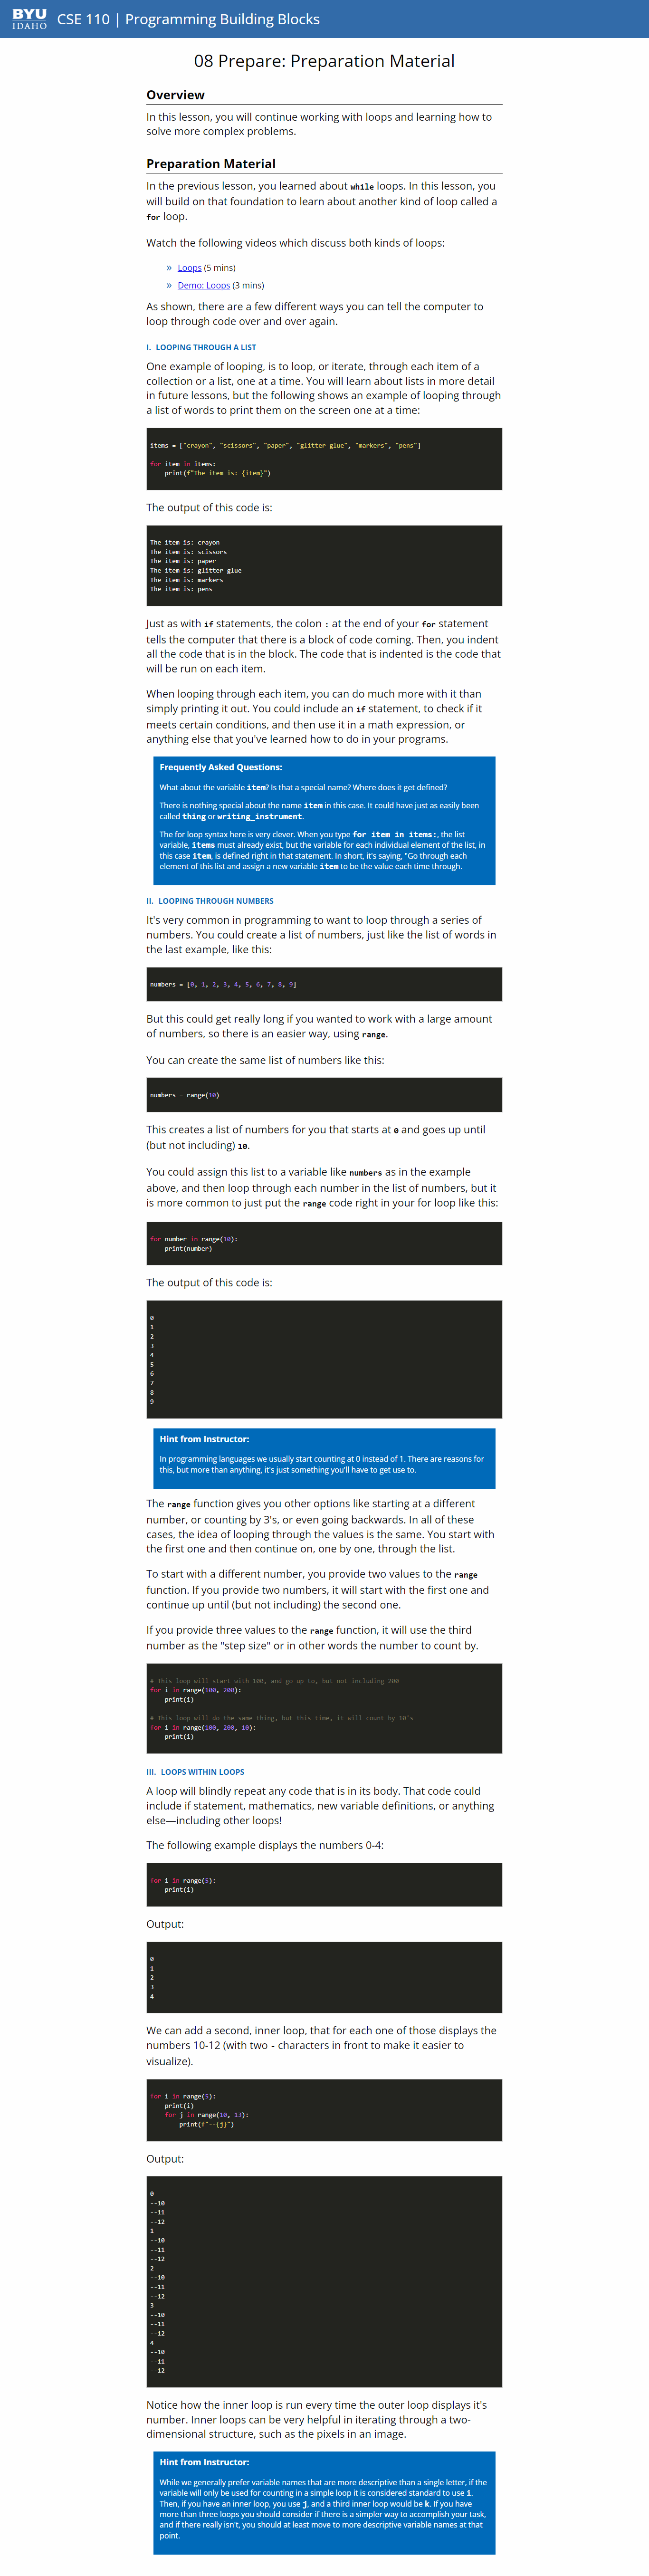 BYU
IDAHO
CSE 110 | Programming Building Blocks
08 Prepare: Preparation Material
Overview
In this lesson, you will continue working with loops and learning how to
solve more complex problems.
Preparation Material
In the previous lesson, you learned about while loops. In this lesson, you
will build on that foundation to learn about another kind of loop called a
for loop.
Watch the following videos which discuss both kinds of loops:
» Loops (5 mins)
» Demo: Loops (3 mins)
As shown, there are a few different ways you can tell the computer to
loop through code over and over again.
I. LOOPING THROUGH A LIST
One example of looping, is to loop, or iterate, through each item of a
collection or a list, one at a time. You will learn about lists in more detail
in future lessons, but the following shows an example of looping through
a list of words to print them on the screen one at a time:
items = ["crayon", "scissors", "paper", "glitter glue", "markers", "pens"]
for item in items:
    print(f"The item is: {item}")
The output of this code is:
The item is: crayon
The item is: scissors
The item is: paper
The item is: glitter glue
The item is: markers
The item is: pens
Just as with if statements, the colon : at the end of your for statement
tells the computer that there is a block of code coming. Then, you indent
all the code that is in the block. The code that is indented is the code that
will be run on each item.
When looping through each item, you can do much more with it than
simply printing it out. You could include an if statement, to check if it
meets certain conditions, and then use it in a math expression, or
anything else that you've learned how to do in your programs.
Frequently Asked Questions:
What about the variable item? Is that a special name? Where does it get defined?
There is nothing special about the name item in this case. It could have just as easily been
called thing or writing_instrument.
The for loop syntax here is very clever. When you type for item in items:, the list
variable, items must already exist, but the variable for each individual element of the list, in
this case item, is defined right in that statement. In short, it's saying, "Go through each
element of this list and assign a new variable item to be the value each time through.
II. LOOPING THROUGH NUMBERS
It's very common in programming to want to loop through a series of
numbers. You could create a list of numbers, just like the list of words in
the last example, like this:
numbers = [0, 1, 2, 3, 4, 5, 6, 7, 8, 9]
But this could get really long if you wanted to work with a large amount
of numbers, so there is an easier way, using range.
You can create the same list of numbers like this:
numbers = range(10)
This creates a list of numbers for you that starts at 0 and goes up until
(but not including) 10.
You could assign this list to a variable like numbers as in the example
above, and then loop through each number in the list of numbers, but it
is more common to just put the range code right in your for loop like this:
for number in range(10):
    print(number)
The output of this code is:
0
1
2
3
4
5
6
7
8
9
Hint from Instructor:
In programming languages we usually start counting at 0 instead of 1. There are reasons for
this, but more than anything, it's just something you'll have to get use to.
The range function gives you other options like starting at a different
number, or counting by 3's, or even going backwards. In all of these
cases, the idea of looping through the values is the same. You start with
the first one and then continue on, one by one, through the list.
To start with a different number, you provide two values to the range
function. If you provide two numbers, it will start with the first one and
continue up until (but not including) the second one.
If you provide three values to the range function, it will use the third
number as the "step size" or in other words the number to count by.
# This loop will start with 100, and go up to, but not including 200
for i in range(100, 200):
    print(i)
# This loop will do the same thing, but this time, it will count by 10's
for i in range(100, 200, 10):
    print(i)
III. LOOPS WITHIN LOOPS
A loop will blindly repeat any code that is in its body. That code could
include if statement, mathematics, new variable definitions, or anything
else—including other loops!
The following example displays the numbers 0-4:
for i in range(5):
    print(i)
Output:
0
1
2
3
4
We can add a second, inner loop, that for each one of those displays the
numbers 10-12 (with two - characters in front to make it easier to
visualize).
for i in range(5):
    print(i)
    for j in range(10, 13):
        print(f"--{j}")
Output:
0
--10
--11
--12
1
--10
--11
--12
2
--10
--11
--12
3
--10
--11
--12
4
--10
--11
--12
Notice how the inner loop is run every time the outer loop displays it's
number. Inner loops can be very helpful in iterating through a two-
dimensional structure, such as the pixels in an image.
Hint from Instructor:
While we generally prefer variable names that are more descriptive than a single letter, if the
variable will only be used for counting in a simple loop it is considered standard to use i.
Then, if you have an inner loop, you use j, and a third inner loop would be k. If you have
more than three loops you should consider if there is a simpler way to accomplish your task,
and if there really isn't, you should at least move to more descriptive variable names at that
point.